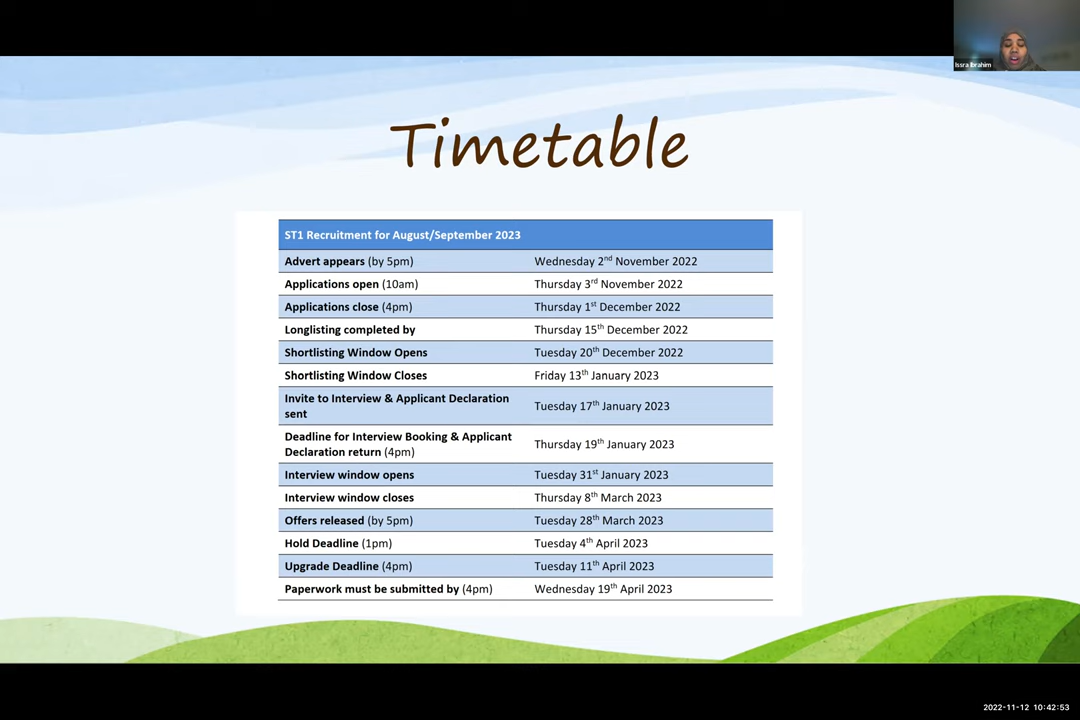 Issra Ibrahim
Timetable
ST1 Recruitment for August/September 2023
Advert appears (by 5pm) Wednesday 2nd November 2022
Applications open (10am) Thursday 3rd November 2022
Applications close (4pm) Thursday 1st December 2022
Longlisting completed by Thursday 15th December 2022
Shortlisting Window Opens Tuesday 20th December 2022
Shortlisting Window Closes Friday 13th January 2023
Invite to Interview & Applicant Declaration
sent Tuesday 17th January 2023
Deadline for Interview Booking & Applicant
Declaration return (4pm) Thursday 19th January 2023
Interview window opens Tuesday 31st January 2023
Interview window closes Thursday 8th March 2023
Offers released (by 5pm) Tuesday 28th March 2023
Hold Deadline (1pm) Tuesday 4th April 2023
Upgrade Deadline (4pm) Tuesday 11th April 2023
Paperwork must be submitted by (4pm) Wednesday 19th April 2023
2022-11-12 10:42:53